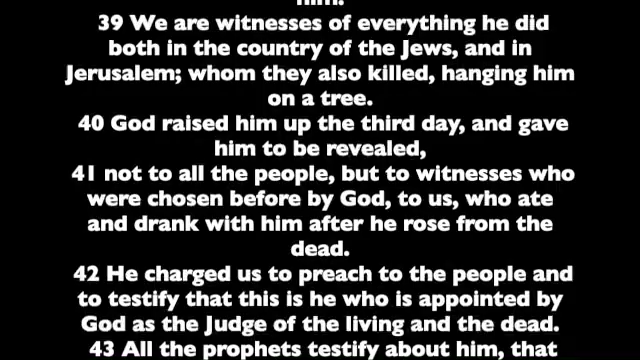 him.
39 We are witnesses of everything he did
both in the country of the Jews, and in
Jerusalem; whom they also killed, hanging him
on a tree.
40 God raised him up the third day, and gave
him to be revealed,
41 not to all the people, but to witnesses who
were chosen before by God, to us, who ate
and drank with him after he rose from the
dead.
42 He charged us to preach to the people and
to testify that this is he who is appointed by
God as the Judge of the living and the dead.
43 All the prophets testify about him, that